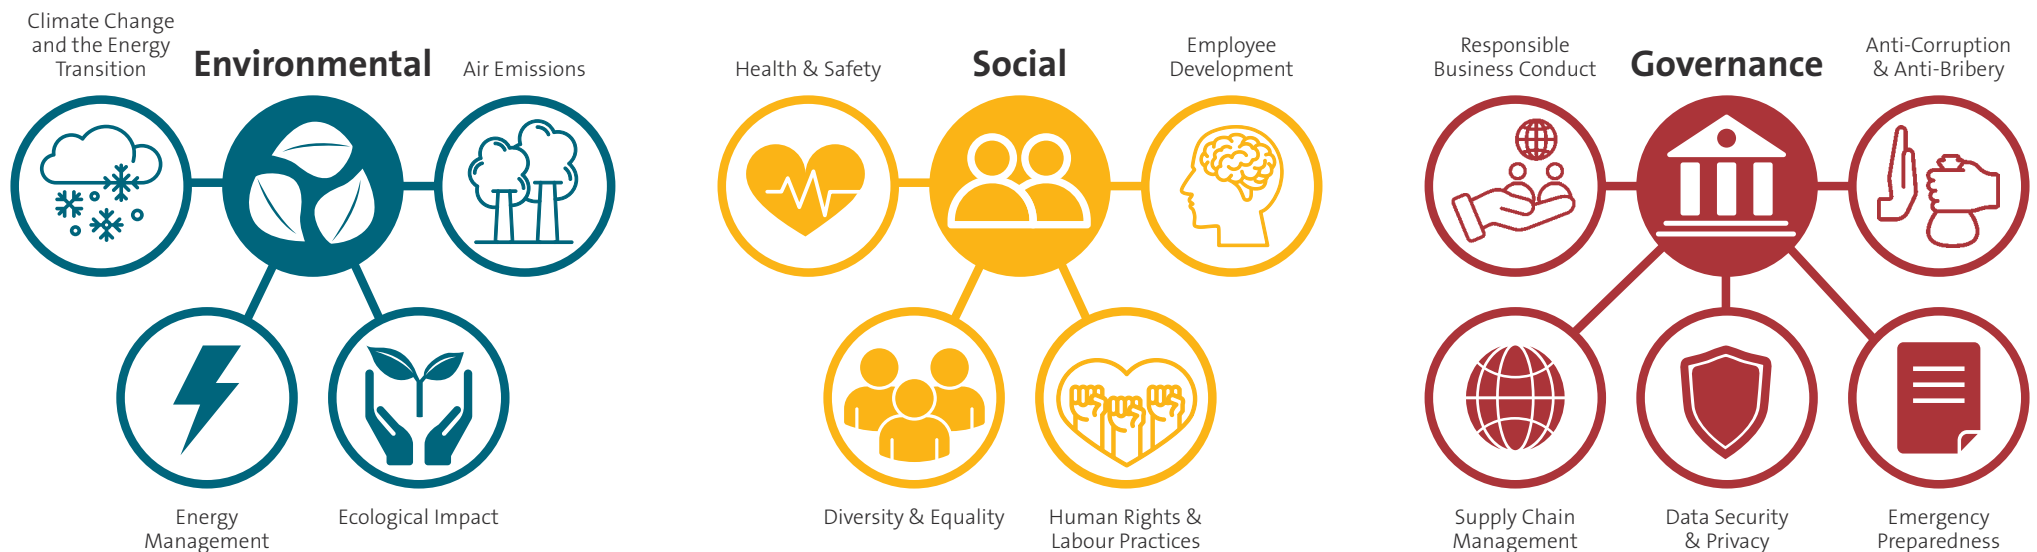 Climate Change
and the Energy
Transition
Environmental
Air Emissions
Energy
Management
Ecological Impact
Health & Safety
Social
Employee
Development
Diversity & Equality
Human Rights &
Labour Practices
Responsible
Business Conduct
Governance
Anti-Corruption
& Anti-Bribery
Supply Chain
Management
Data Security
& Privacy
Emergency
Preparedness